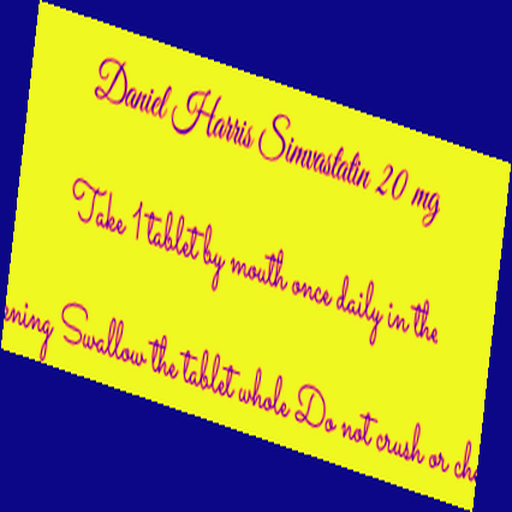 Daniel Harris Simvastatin 20 mg
Take 1 tablet by mouth once daily in the
Swallow the tablet whole Do not crush or